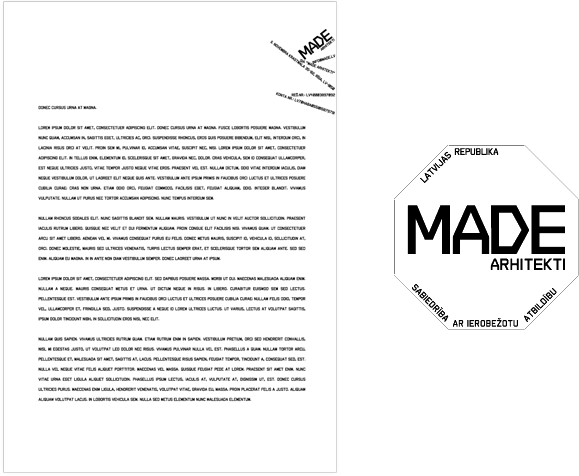 MADE
ARHITEKTI
DONEC CURSUS URNA AT MAGNA.
LOREM IPSUM DOLOR SIT AMET, CONSECTETUER ADIPISCING ELIT. DONEC CURSUS URNA AT MAGNA. FUSCE LOBORTIS POSUERE MAGNA. VESTIBULUM
NUNC QUAM, ACCUMSAN IN, SAGITTIS EGET, ULTRICIES AC, ORCI. SUSPENDISSE RHONCUS, EROS QUIS POSUERE BIBENDUM, ELIT NISL INTERDUM ORCI, IN
LACINIA RISUS ORCI AT VELIT. PROIN SEM MI, PULVINAR ID, ACCUMSAN VITAE, SUSCIPIT NEC, NISI. LOREM IPSUM DOLOR SIT AMET, CONSECTETUER
ADIPISCING ELIT. IN TELLUS ENIM, ELEMENTUM ID, SCELERISQUE SIT AMET, GRAVIDA NEC, DOLOR. CRAS VEHICULA, SEM ID CONSEQUAT ULLAMCORPER,
EST NEQUE ULTRICIES JUSTO, VITAE TEMPOR JUSTO NEQUE VITAE EROS. PRAESENT VEL EST. NULLAM DICTUM, ODIO VITAE INTERDUM IACULIS, DIAM
NEQUE VESTIBULUM DOLOR, UT LAOREET ELIT NEQUE QUIS ANTE. VESTIBULUM ANTE IPSUM PRIMIS IN FAUCIBUS ORCI LUCTUS ET ULTRICES POSUERE
CUBILIA CURAE; CRAS NON URNA. ETIAM ODIO ORCI, FEUGIAT COMMODO, FACILISIS EGET, FEUGIAT ALIQUAM, ODIO. INTEGER BLANDIT. VIVAMUS
VULPUTATE. NULLAM UT PURUS NEC TORTOR ACCUMSAN VITAE. NUNC TEMPUS INTERDUM SEM.
NULLAM RHONCUS SODALES ELIT. NUNC SAGITTIS BLANDIT SEM. NULLAM MAURIS. VESTIBULUM UT NUNC IN VELIT AUCTOR SOLLICITUDIN. PRAESENT
IACULIS RUTRUM LIBERO. QUISQUE NEC VELIT ET DUI FERMENTUM ALIQUAM. PROIN CONGUE ELIT FACILISIS NISI. VIVAMUS QUAM. UT CONSECTETUER
ARCU SIT AMET LIBERO. AENEAN VEL MI. VIVAMUS CONSEQUAT PURUS EU FELIS. DONEC METUS MAURIS, SUSCIPIT ID, VEHICULA ID, SOLLICITUDIN AT,
ORCI. DONEC MOLESTIE, MAURIS UT ULTRICES VENENATIS, TURPIS LECTUS SEMPER ERAT, ET SCELERISQUE TORTOR SEM ALIQUAM ANTE. SED SED
ENIM. ALIQUAM EU MAGNA. IN IN ANTE NON DIAM VESTIBULUM SEMPER. DONEC LAOREET URNA UT IPSUM.
LOREM IPSUM DOLOR SIT AMET, CONSECTETUER ADIPISCING ELIT. SED DAPIBUS POSUERE MASSA. MORBI UT DUI. MAECENAS MALESUADA ALIQUAM ENIM.
NULLAM A NEQUE. MAURIS CONSEQUAT METUS ET URNA. UT DICTUM NEQUE IN RISUS. IN LIBERO. CURABITUR EUISMOD SEM SED LECTUS.
PELLENTESQUE EST. VESTIBULUM ANTE IPSUM PRIMIS IN FAUCIBUS ORCI LUCTUS ET ULTRICES POSUERE CUBILIA CURAE; NULLAM FELIS ODIO, TEMPOR
VEL, ULLAMCORPER ET, FRINGILLA SED, JUSTO. SUSPENDISSE A NEQUE ID LOREM ULTRICES LUCTUS. UT VARIUS, LECTUS AT VOLUTPAT SAGITTIS,
IPSUM DOLOR TINCIDUNT NIBH, IN SOLLICITUDIN EROS NISL NEC ELIT.
NULLAM QUIS SAPIEN. VIVAMUS ULTRICIES RUTRUM QUAM. ETIAM RUTRUM ENIM IN SAPIEN. VESTIBULUM PRETIUM, ORCI SED HENDRERIT CONVALLIS,
NISL MI EGESTAS JUSTO, UT VOLUTPAT LEO DOLOR NEC RISUS. VIVAMUS PULVINAR NULLA VEL EST. PHASELLUS A QUAM. NULLAM TORTOR ARCU,
PELLENTESQUE ET, MALESUADA SIT AMET, SAGITTIS AT, LACUS. PELLENTESQUE RISUS SAPIEN, FEUGIAT TEMPOR, TINCIDUNT A, CONSEQUAT SED, EST.
NULLA VEL NEQUE VITAE FELIS ALIQUET PORTTITOR. MAECENAS VEL MASSA. QUISQUE FEUGIAT PEDE AT LOREM. PRAESENT SIT AMET ENIM. NUNC
VITAE URNA EGET LIGULA ALIQUET SOLLICITUDIN. PHASELLUS IPSUM LECTUS, IACULIS AT, VULPUTATE AT, DIGNISSIM UT, EST. DONEC CURSUS
ULTRICIES PURUS. MAECENAS ENIM LIGULA, HENDRERIT VENENATIS, VOLUTPAT VITAE, GRAVIDA EU, MASSA. PROIN PLACERAT FELIS A JUSTO. ALIQUAM
ALIQUAM VOLUTPAT LACUS. IN LOBORTIS VEHICULA SEM. NULLA SED METUS ELEMENTUM NUNC MALESUADA ELEMENTUM.
LATVIJAS REPUBLIKA
MADE
ARHITEKTI
SABIEDRĪBA AR IEROBEŽOTU ATBILDĪBU